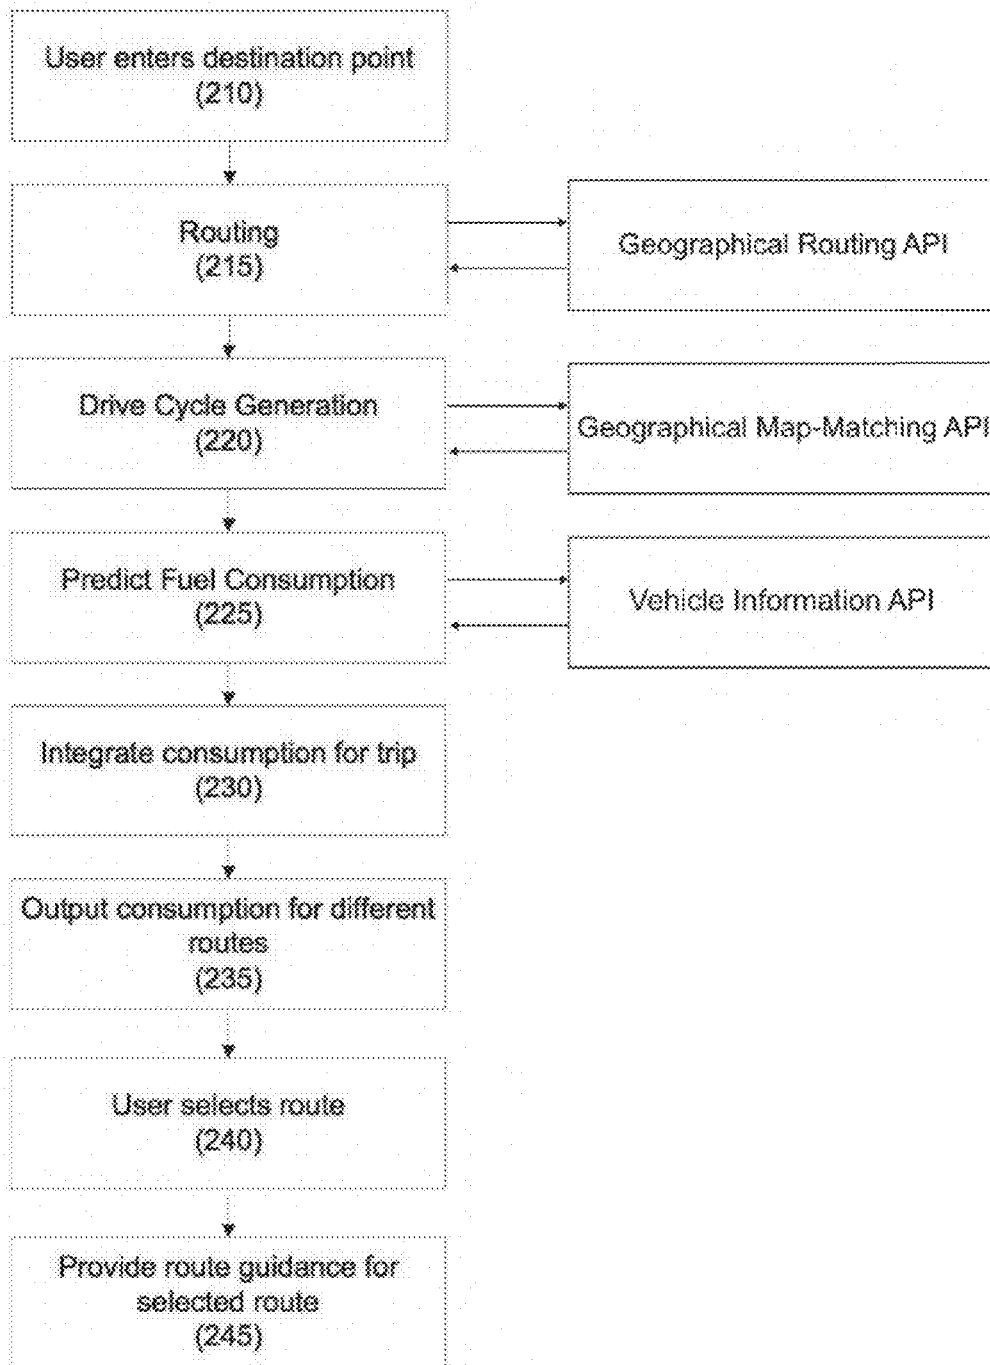 User enters destination point
(210)
Routing
(215)
Geographical Routing API
Drive Cycle Generation
(220)
Geographical Map-Matching API
Predict Fuel Consumption
(225)
Vehicle Information API
Integrate consumption for trip
(230)
Output consumption for different
routes
(235)
User selects route
(240)
Provide route guidance for
selected route
(245)